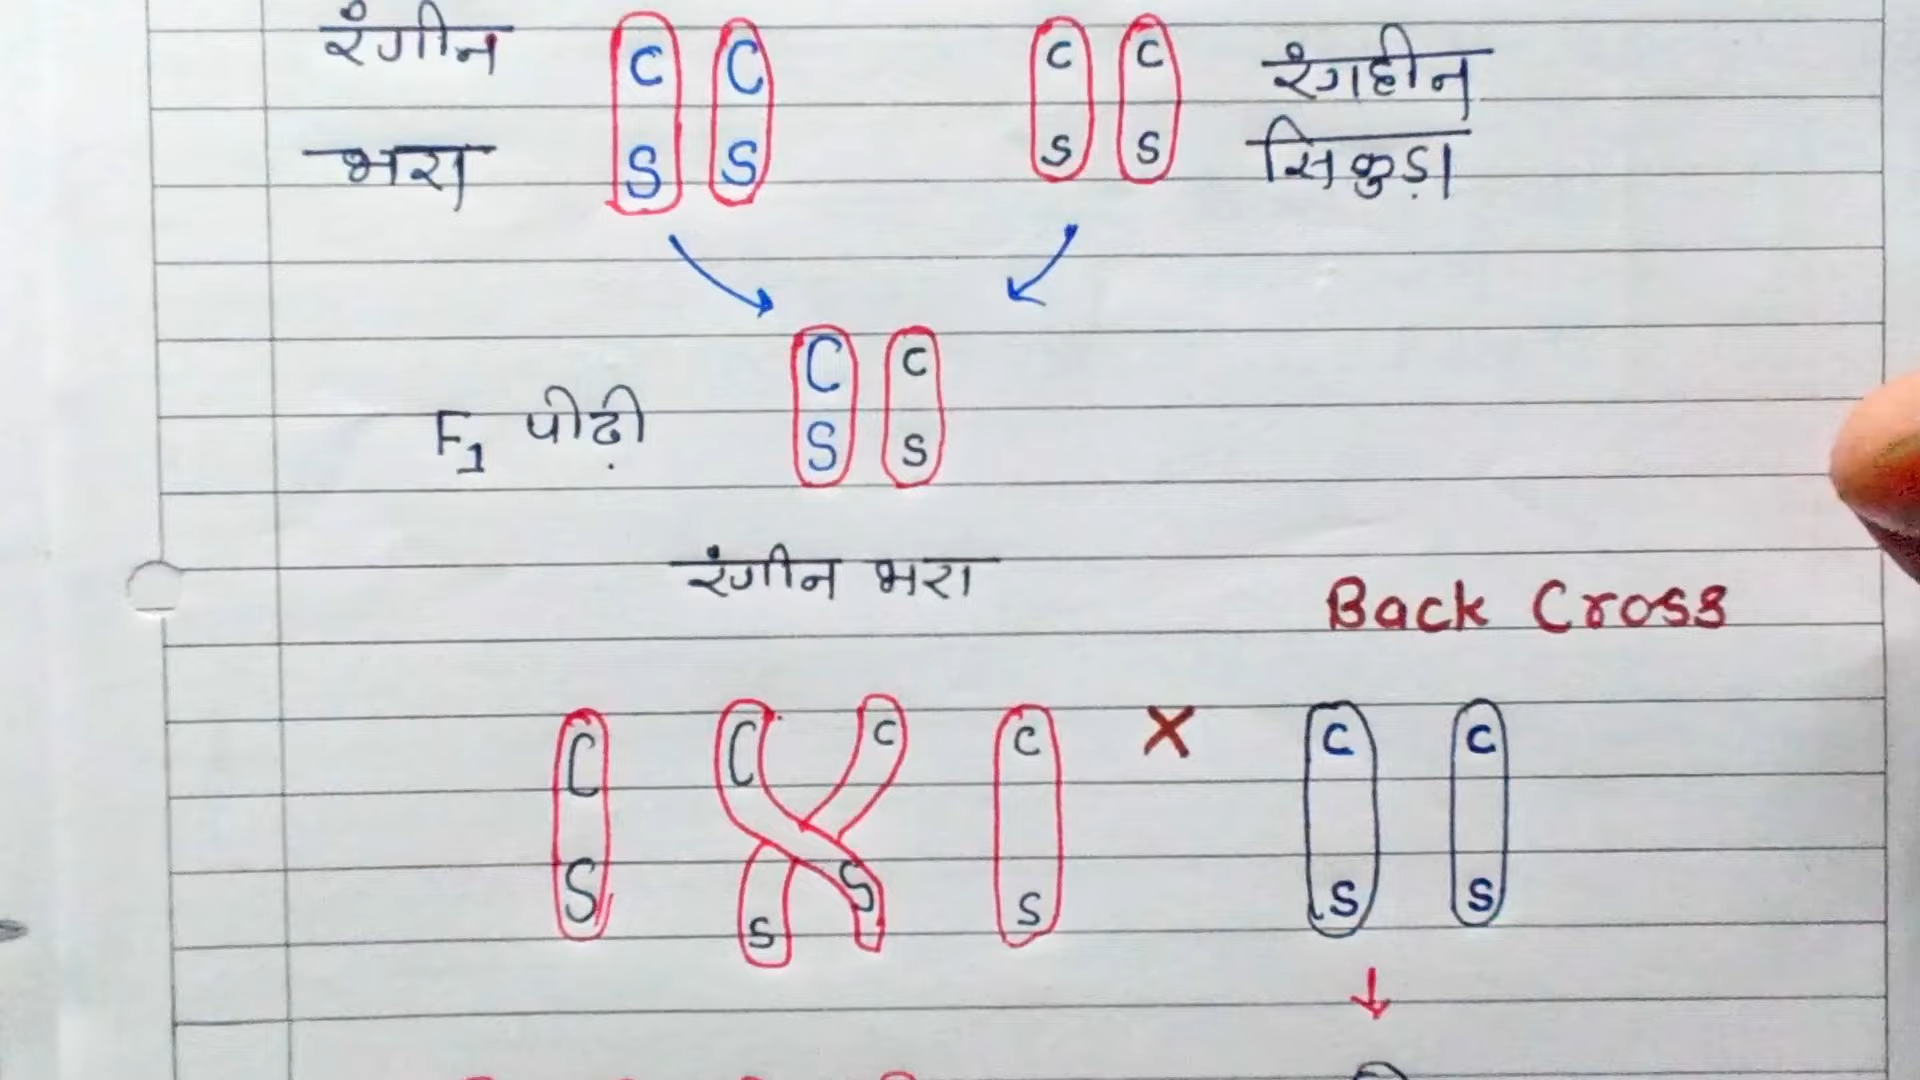 रंगीन C C c c रंगहीन
भरा S S s s सिकुड़ा
C c
F1 पीढ़ी S s
रंगीन भरा
Back Cross
C C c c × c c
S s S s s s